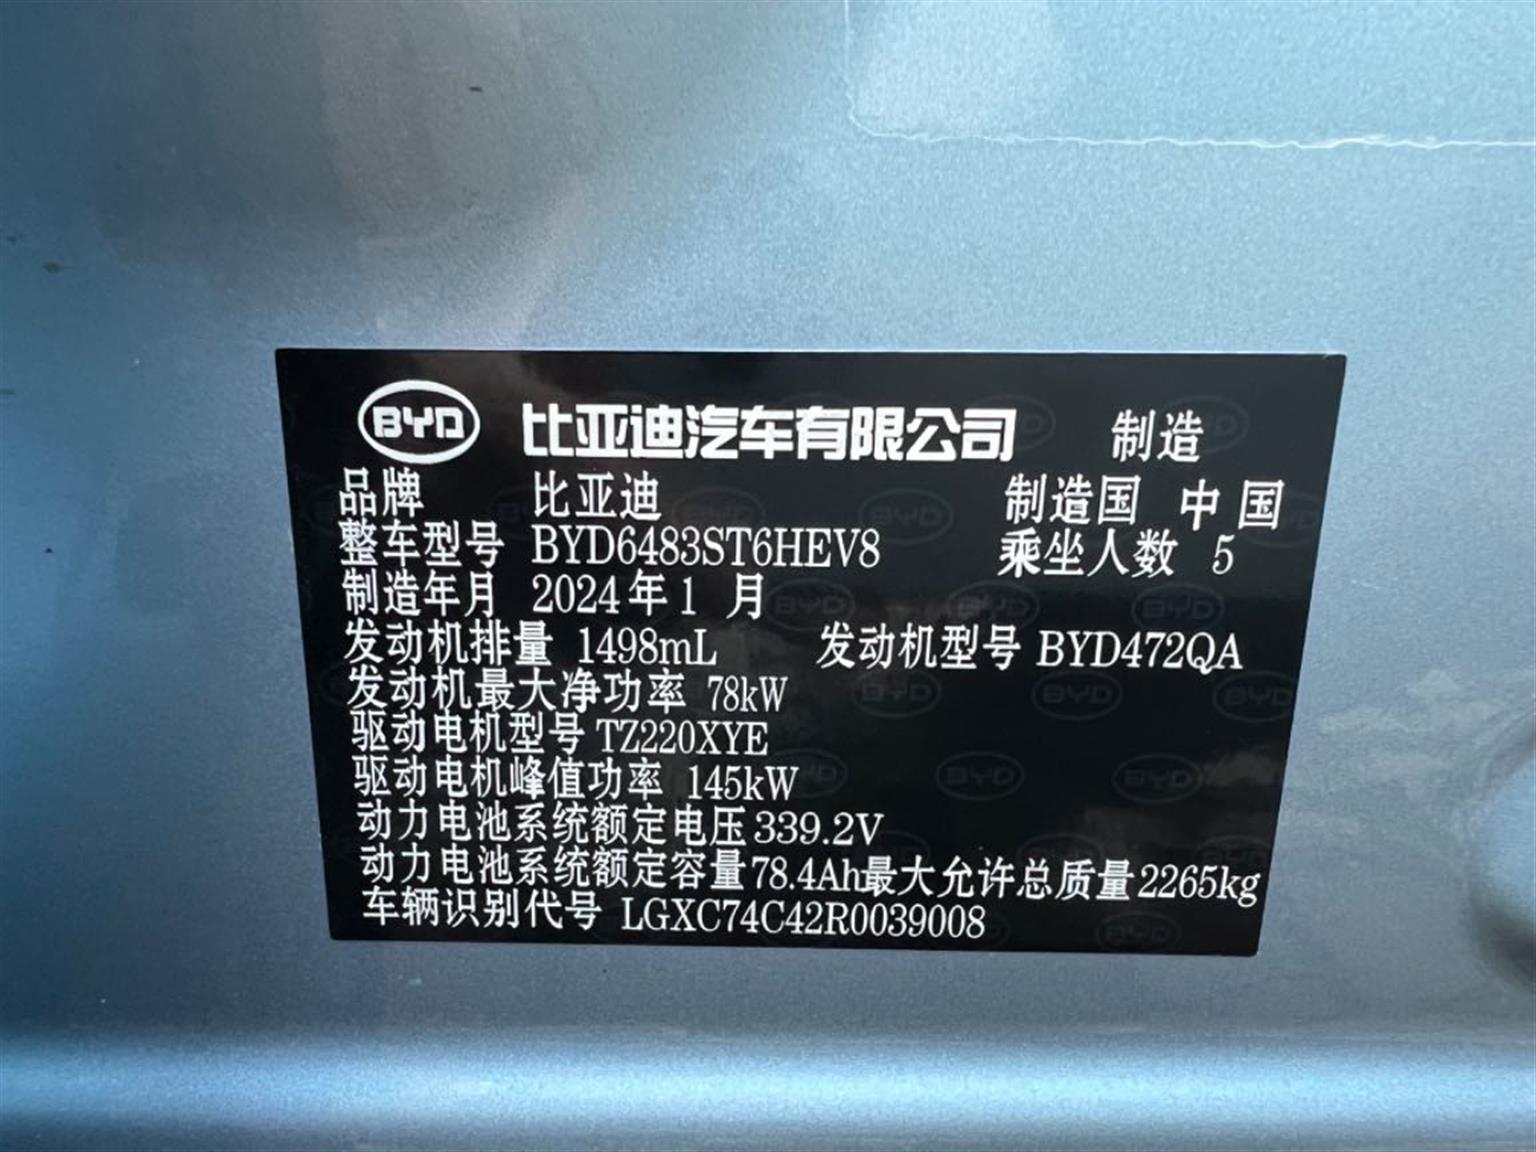 BYD 比亚迪汽车有限公司 制造
品牌 比亚迪 制造国 中国
整车型号 BYD6483ST6HEV8 乘坐人数 5
制造年月 2024年1月
发动机排量 1498mL 发动机型号 BYD472QA
发动机最大净功率 78kW
驱动电机型号 TZ220XYE
驱动电机峰值功率 145kW
动力电池系统额定电压 339.2V
动力电池系统额定容量 78.4Ah 最大允许总质量 2265kg
车辆识别代号 LGXC74C42R0039008